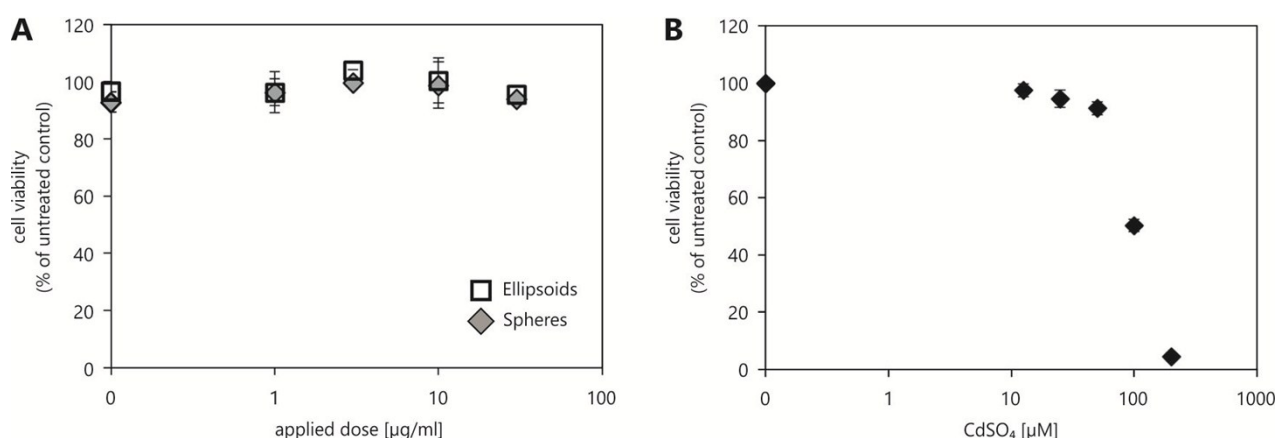 A
120
100
80
60
40
20
0
cell viability
(% of untreated control)
Ellipsoids
Spheres
0 1 10 100
applied dose [µg/ml]
B
120
100
80
60
40
20
0
cell viability
(% of untreated control)
0 1 10 100 1000
CdSO₄ [µM]